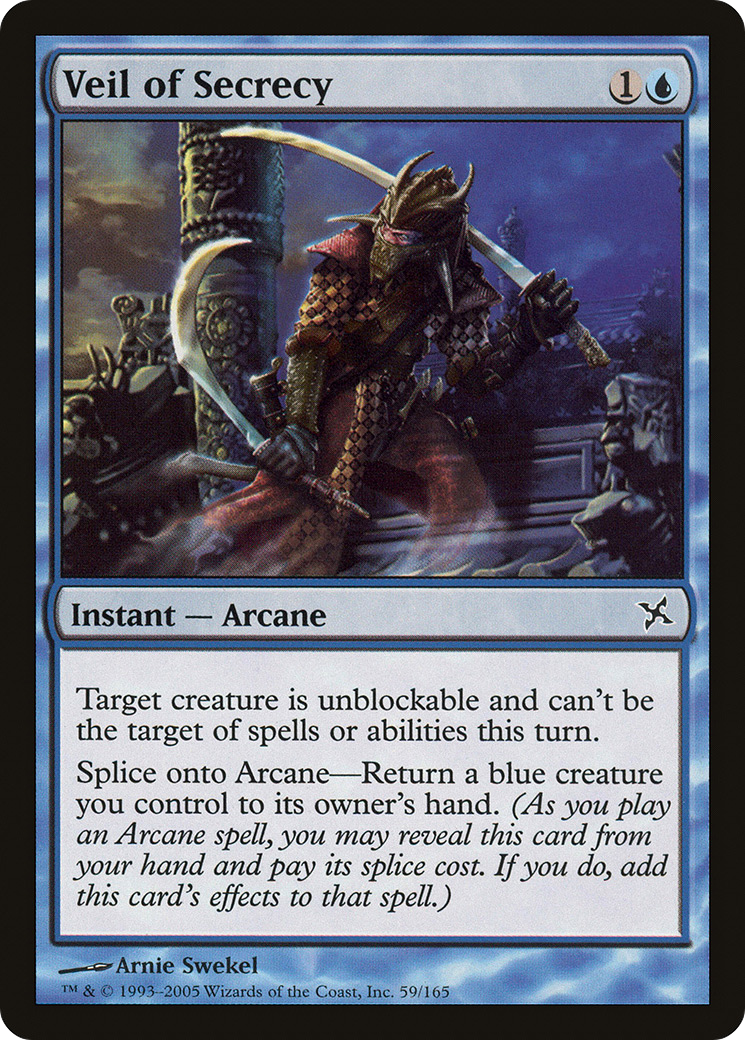 Veil of Secrecy 1
Instant — Arcane
Target creature is unblockable and can't be
the target of spells or abilities this turn.
Splice onto Arcane—Return a blue creature
you control to its owner's hand. (As you play
an Arcane spell, you may reveal this card from
your hand and pay its splice cost. If you do, add
this card's effects to that spell.)
Arnie Swekel
™ & © 1993–2005 Wizards of the Coast, Inc. 59/165